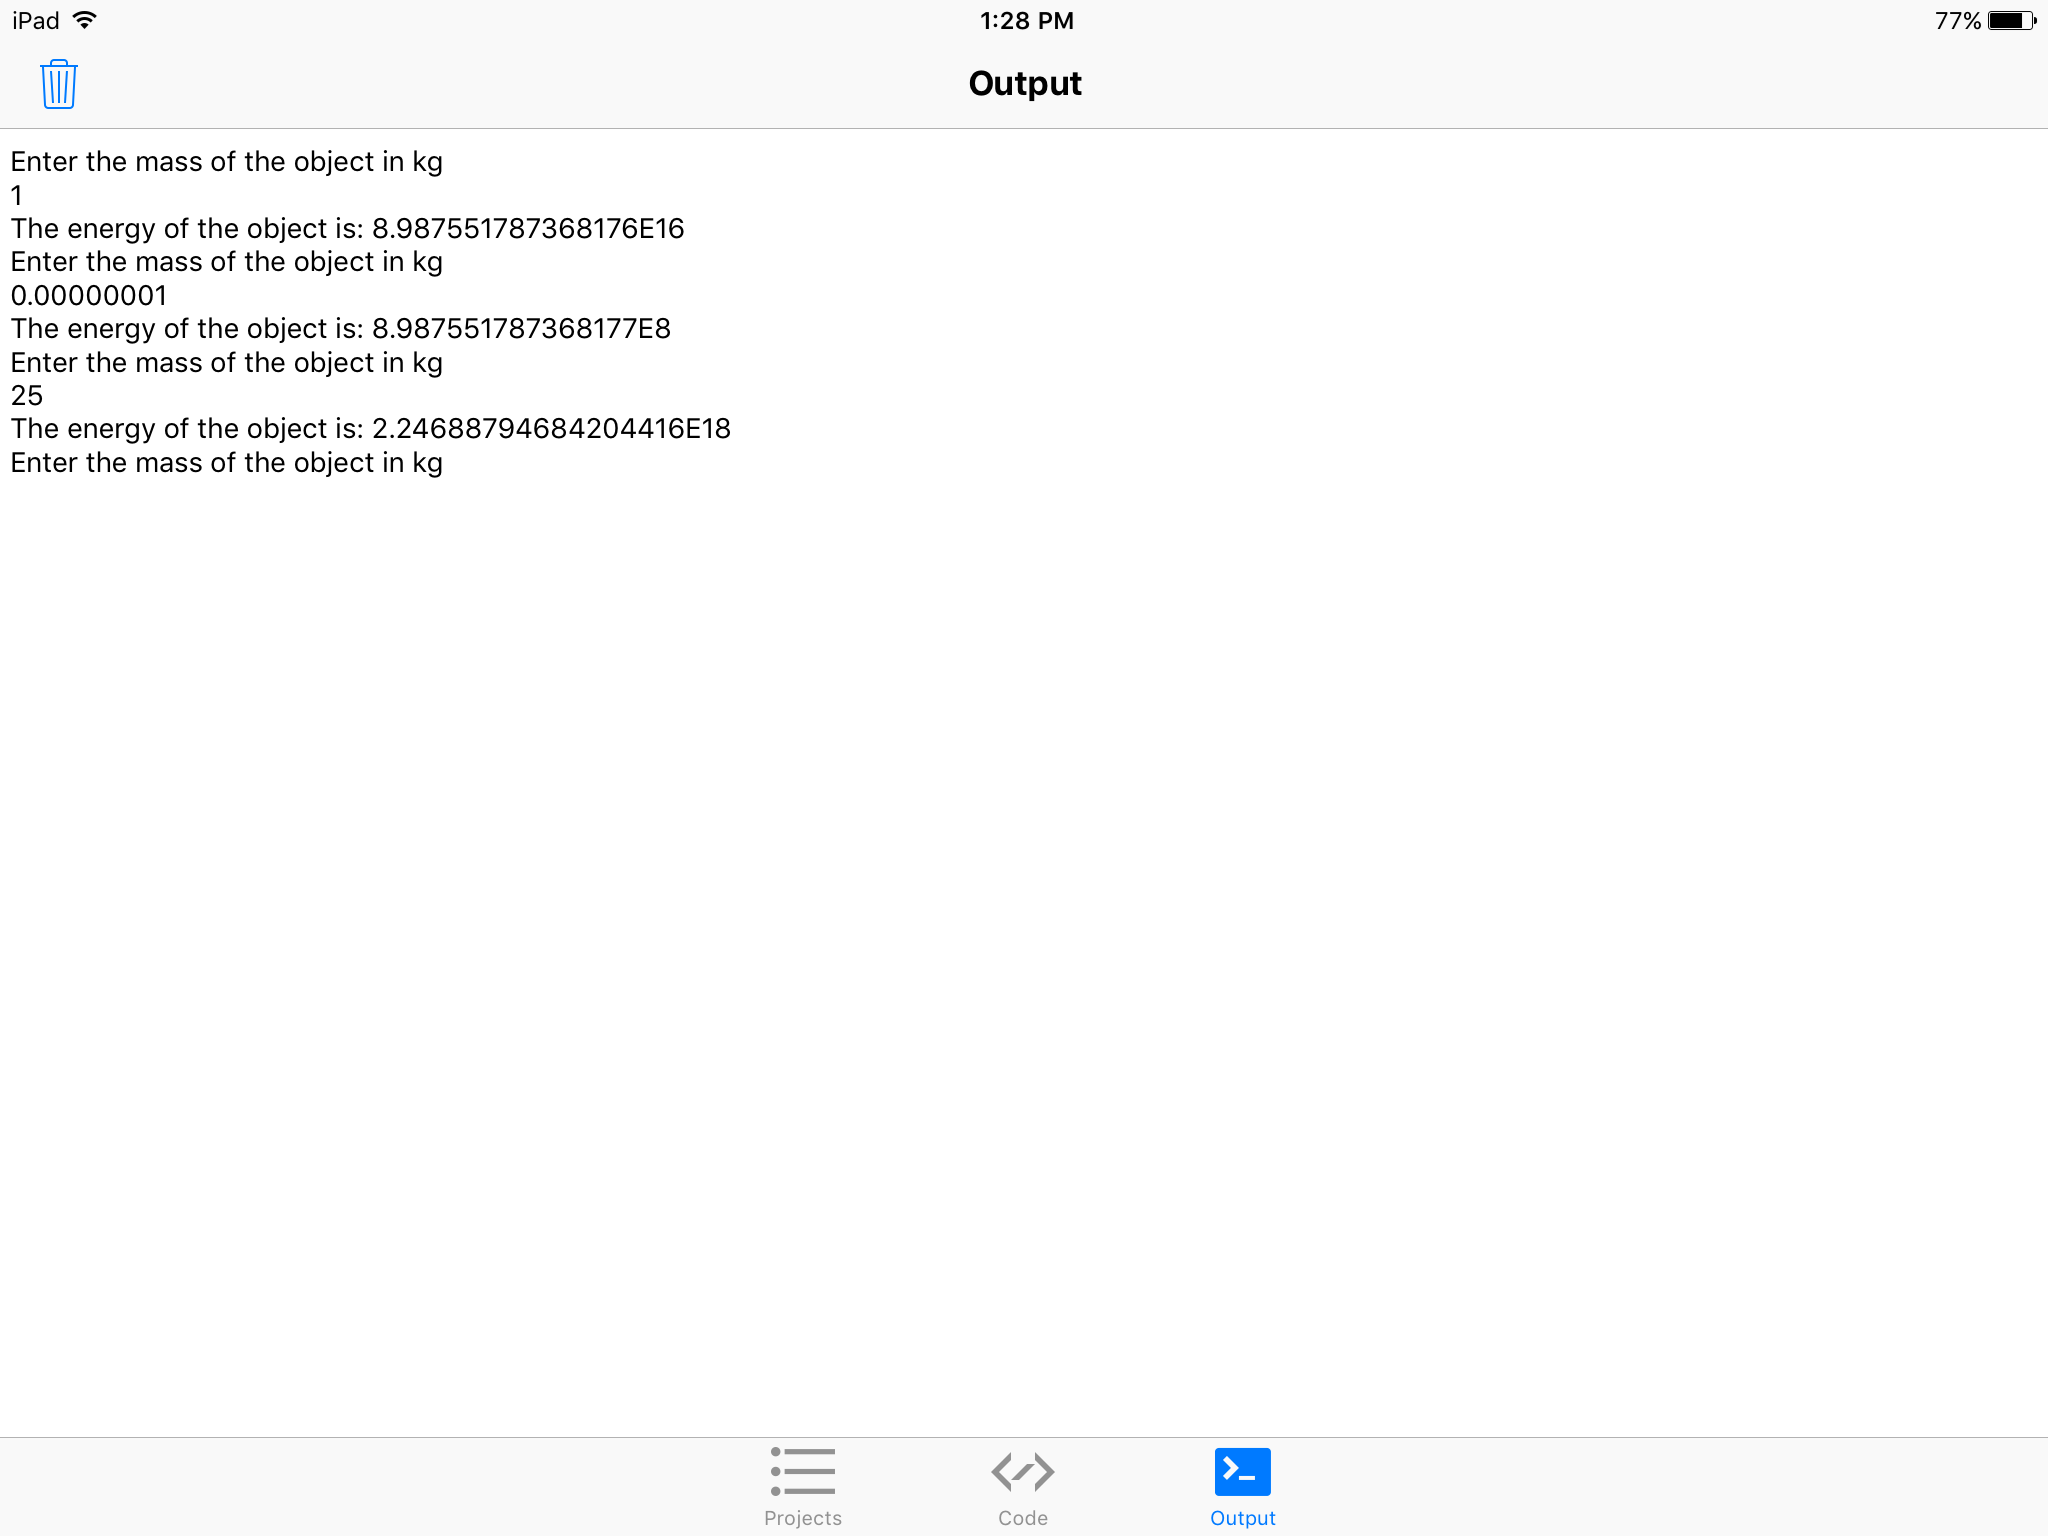 iPad 1:28 PM 77%
Output
Enter the mass of the object in kg
1
The energy of the object is: 8.987551787368176E16
Enter the mass of the object in kg
0.00000001
The energy of the object is: 8.987551787368177E8
Enter the mass of the object in kg
25
The energy of the object is: 2.24688794684204416E18
Enter the mass of the object in kg
Projects Code Output